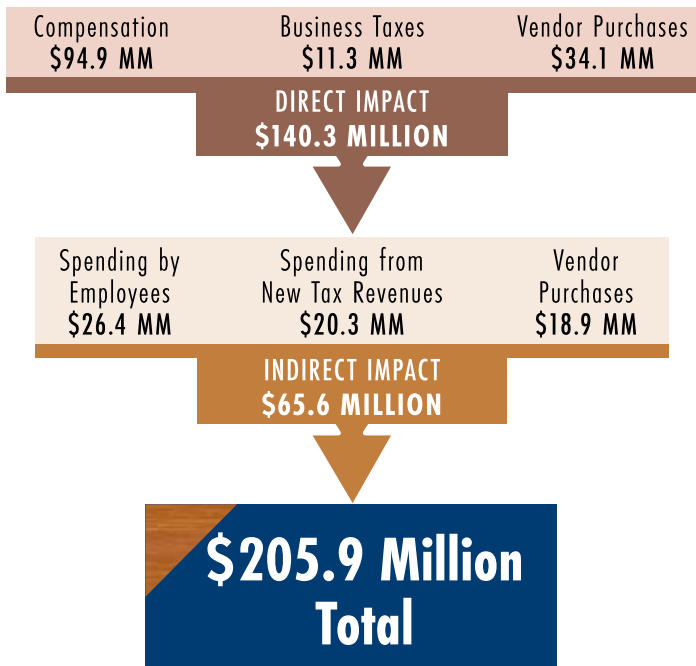 Compensation Business Taxes Vendor Purchases
$94.9 MM $11.3 MM $34.1 MM
DIRECT IMPACT
$140.3 MILLION
Spending by Spending from Vendor
Employees New Tax Revenues Purchases
$26.4 MM $20.3 MM $18.9 MM
INDIRECT IMPACT
$65.6 MILLION
$205.9 Million
Total